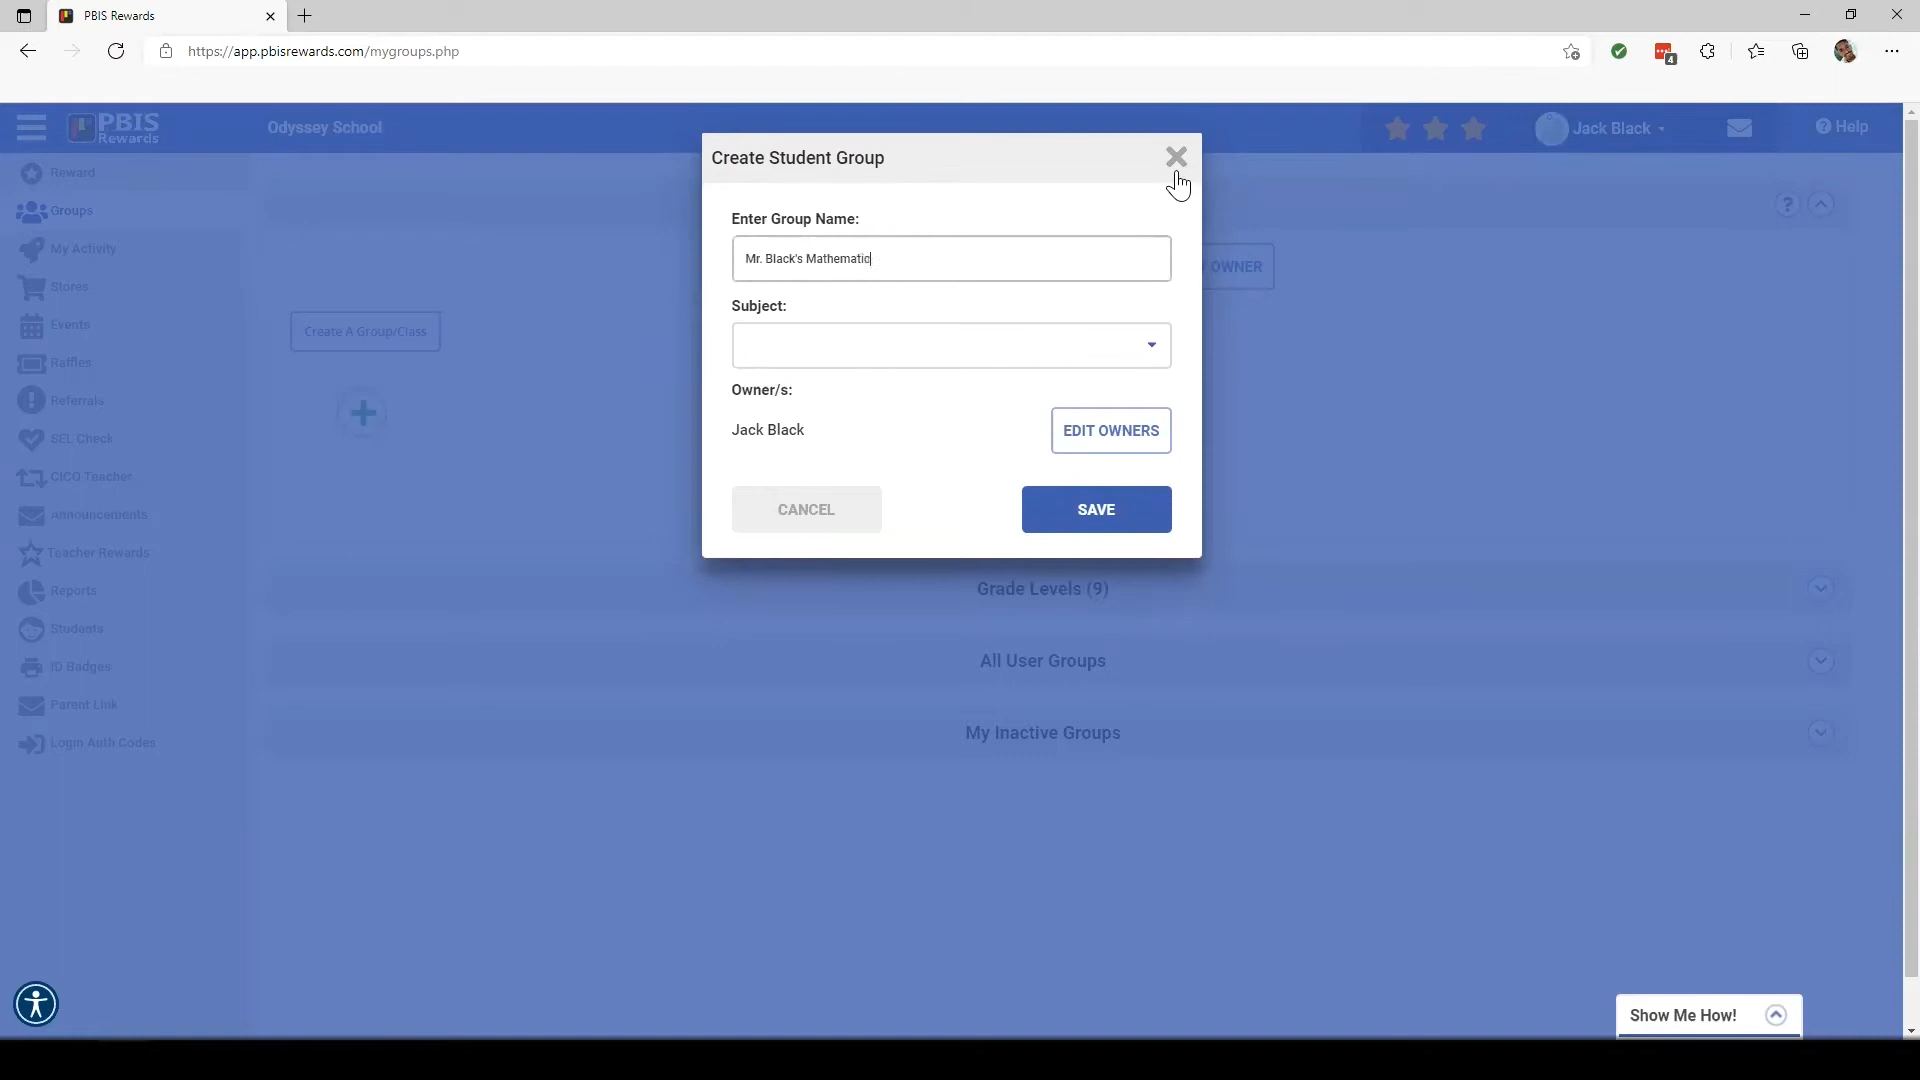 PBIS Rewards
https://app.pbisrewards.com/mygroups.php
4
PBIS
Rewards
Odyssey School
Jack Black
Help
Reward
Groups
My Activity
Stores
Events
Raffles
Referrals
SEL Check
CICO Teacher
Announcements
Teacher Rewards
Reports
Students
ID Badges
Parent Link
Login Auth Codes
Create A Group/Class
OWNER
?
Create Student Group
Enter Group Name:
Mr. Black's Mathematic
Subject:
Owner/s:
Jack Black
EDIT OWNERS
CANCEL
SAVE
Grade Levels (9)
All User Groups
My Inactive Groups
Show Me How!